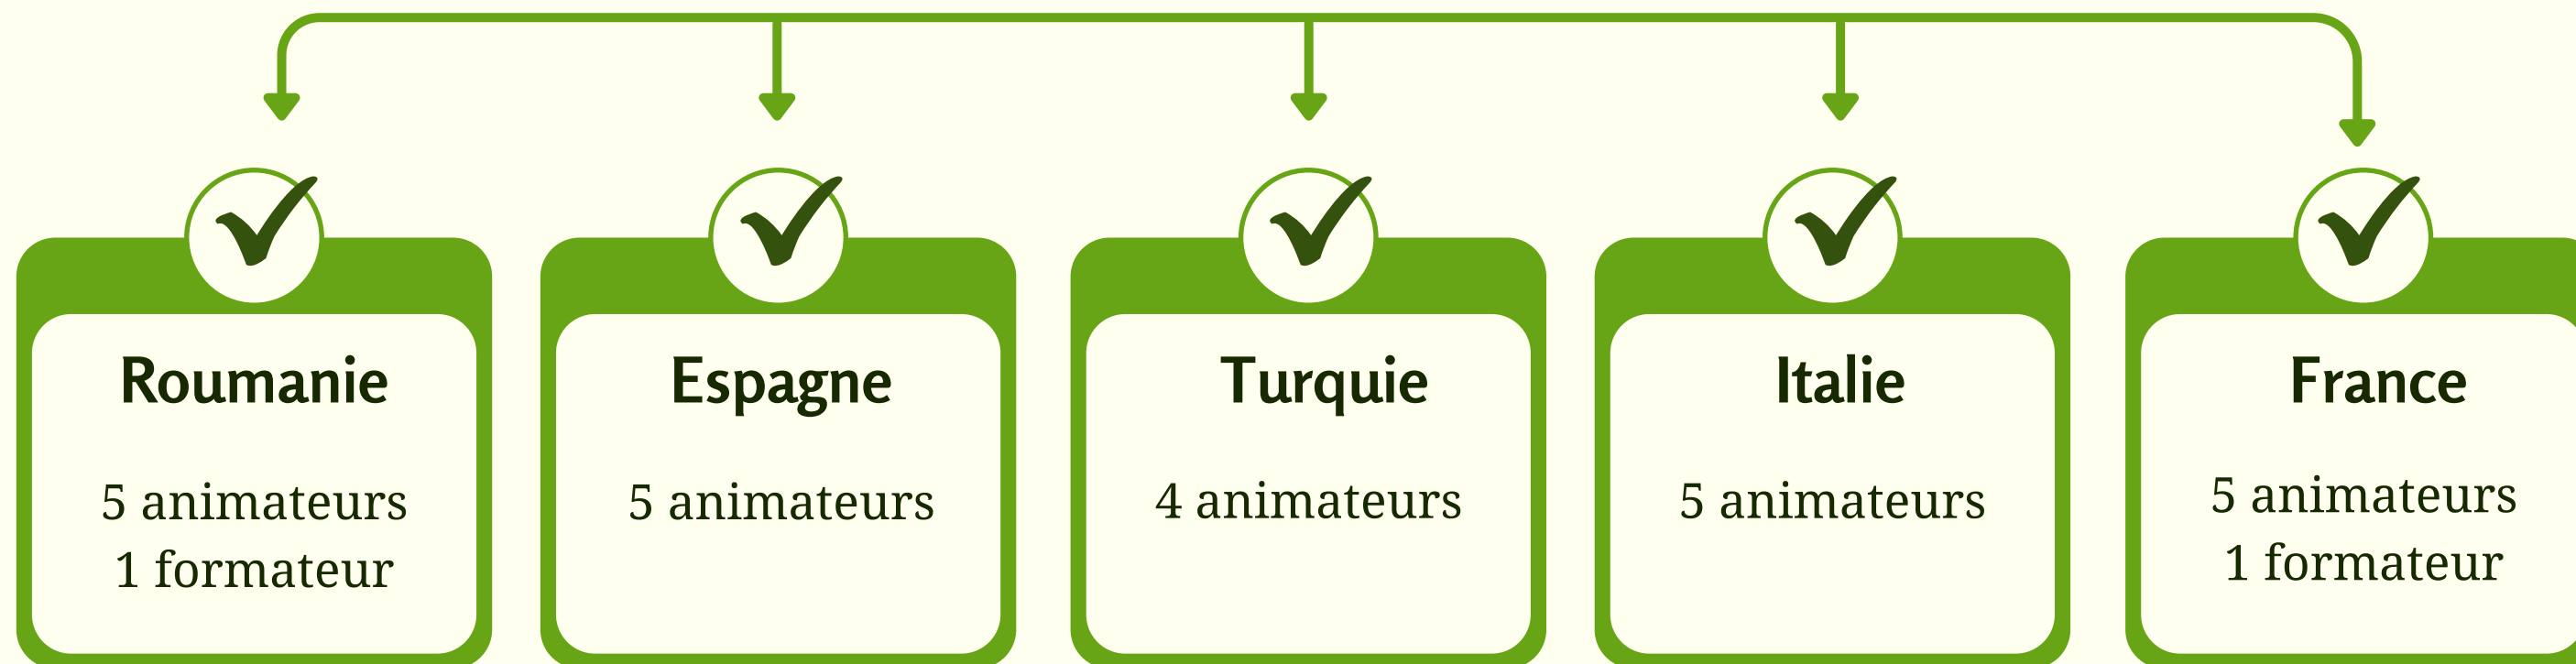 Roumanie
5 animateurs
1 formateur
Espagne
5 animateurs
Turquie
4 animateurs
Italie
5 animateurs
France
5 animateurs
1 formateur